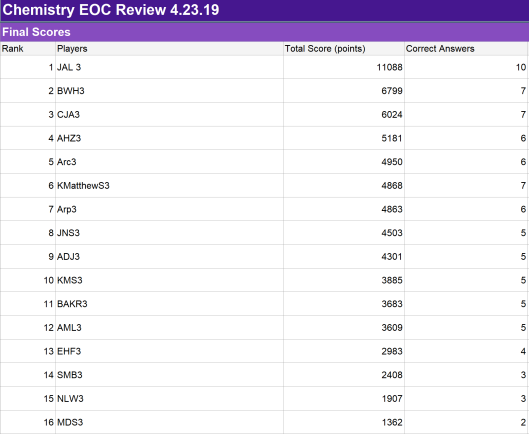 Chemistry EOC Review 4.23.19
Final Scores
Rank Players Total Score (points) Correct Answers
1 JAL 3 11088 10
2 BWH3 6799 7
3 CJA3 6024 7
4 AHZ3 5181 6
5 Arc3 4950 6
6 KMatthewS3 4868 7
7 Arp3 4863 6
8 JNS3 4503 5
9 ADJ3 4301 5
10 KMS3 3885 5
11 BAKR3 3683 5
12 AML3 3609 5
13 EHF3 2983 4
14 SMB3 2408 3
15 NLW3 1907 3
16 MDS3 1362 2